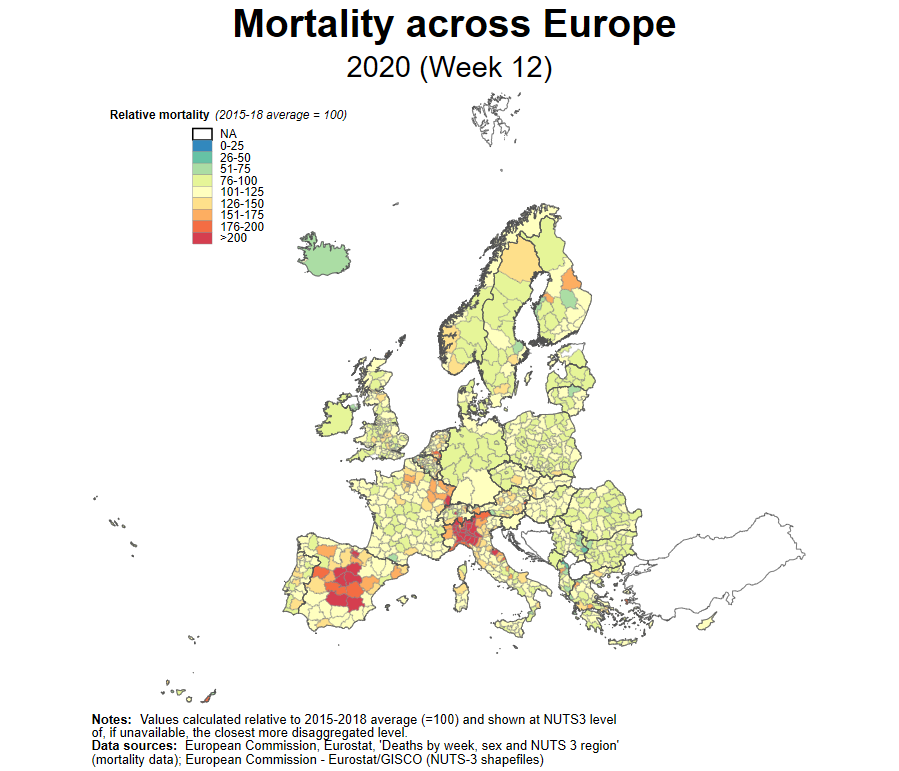 Mortality across Europe
2020 (Week 12)
Relative mortality (2015-18 average = 100)
NA
0-25
26-50
51-75
76-100
101-125
126-150
151-175
176-200
>200
Notes: Values calculated relative to 2015-2018 average (=100) and shown at NUTS3 level
of, if unavailable, the closest more disaggregated level.
Data sources: European Commission, Eurostat, 'Deaths by week, sex and NUTS 3 region'
(mortality data); European Commission - Eurostat/GISCO (NUTS-3 shapefiles)